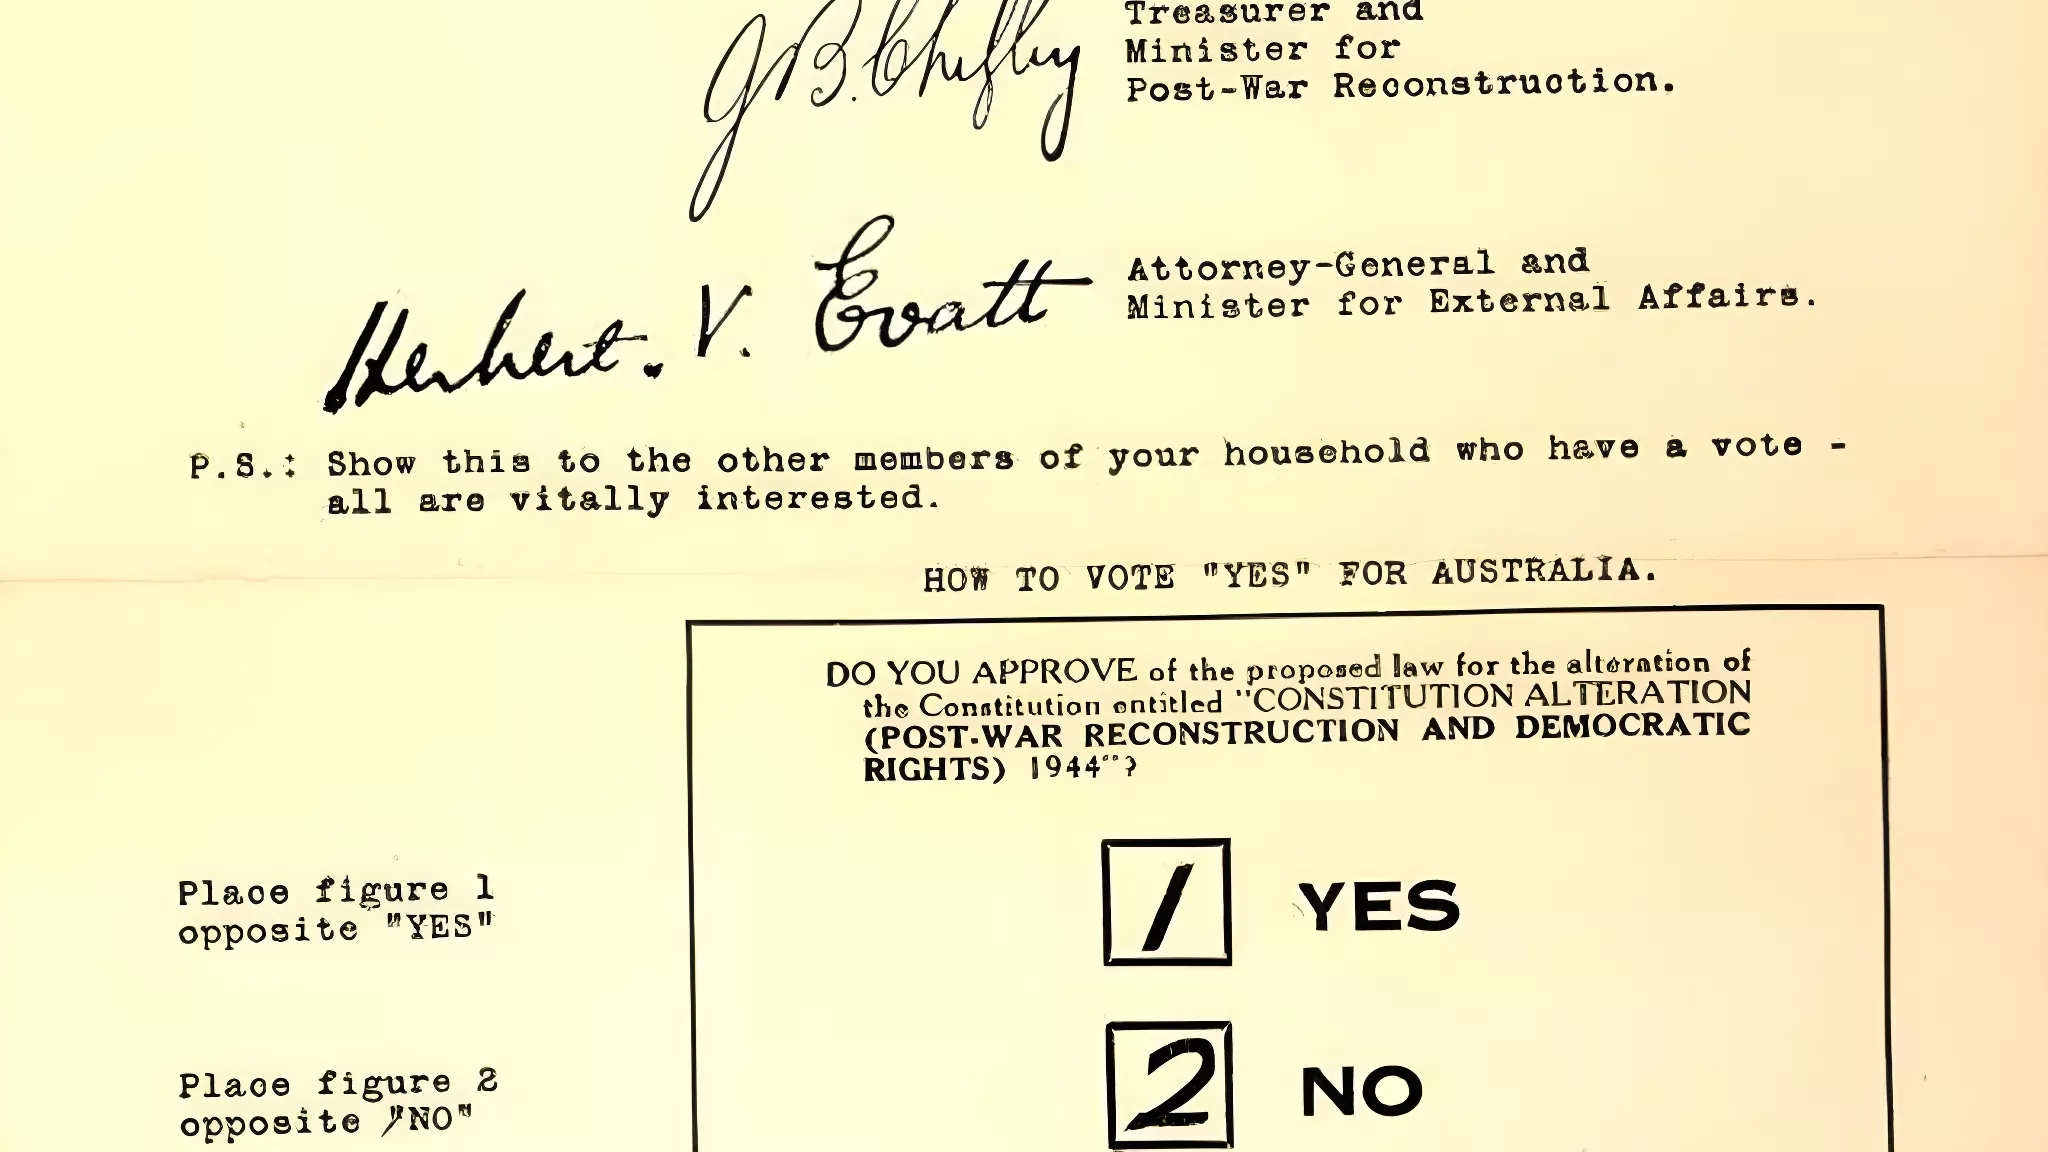 J.B. Chifley
Treasurer and
Minister for
Post-War Reconstruction.
Herbert. V. Evatt
Attorney-General and
Minister for External Affairs.
P.S.: Show this to the other members of your household who have a vote -
all are vitally interested.
HOW TO VOTE "YES" FOR AUSTRALIA.
DO YOU APPROVE of the proposed law for the alteration of
the Constitution entitled "CONSTITUTION ALTERATION
(POST-WAR RECONSTRUCTION AND DEMOCRATIC
RIGHTS) 1944"?
Place figure 1
opposite "YES"
1 YES
Place figure 2
opposite "NO"
2 NO